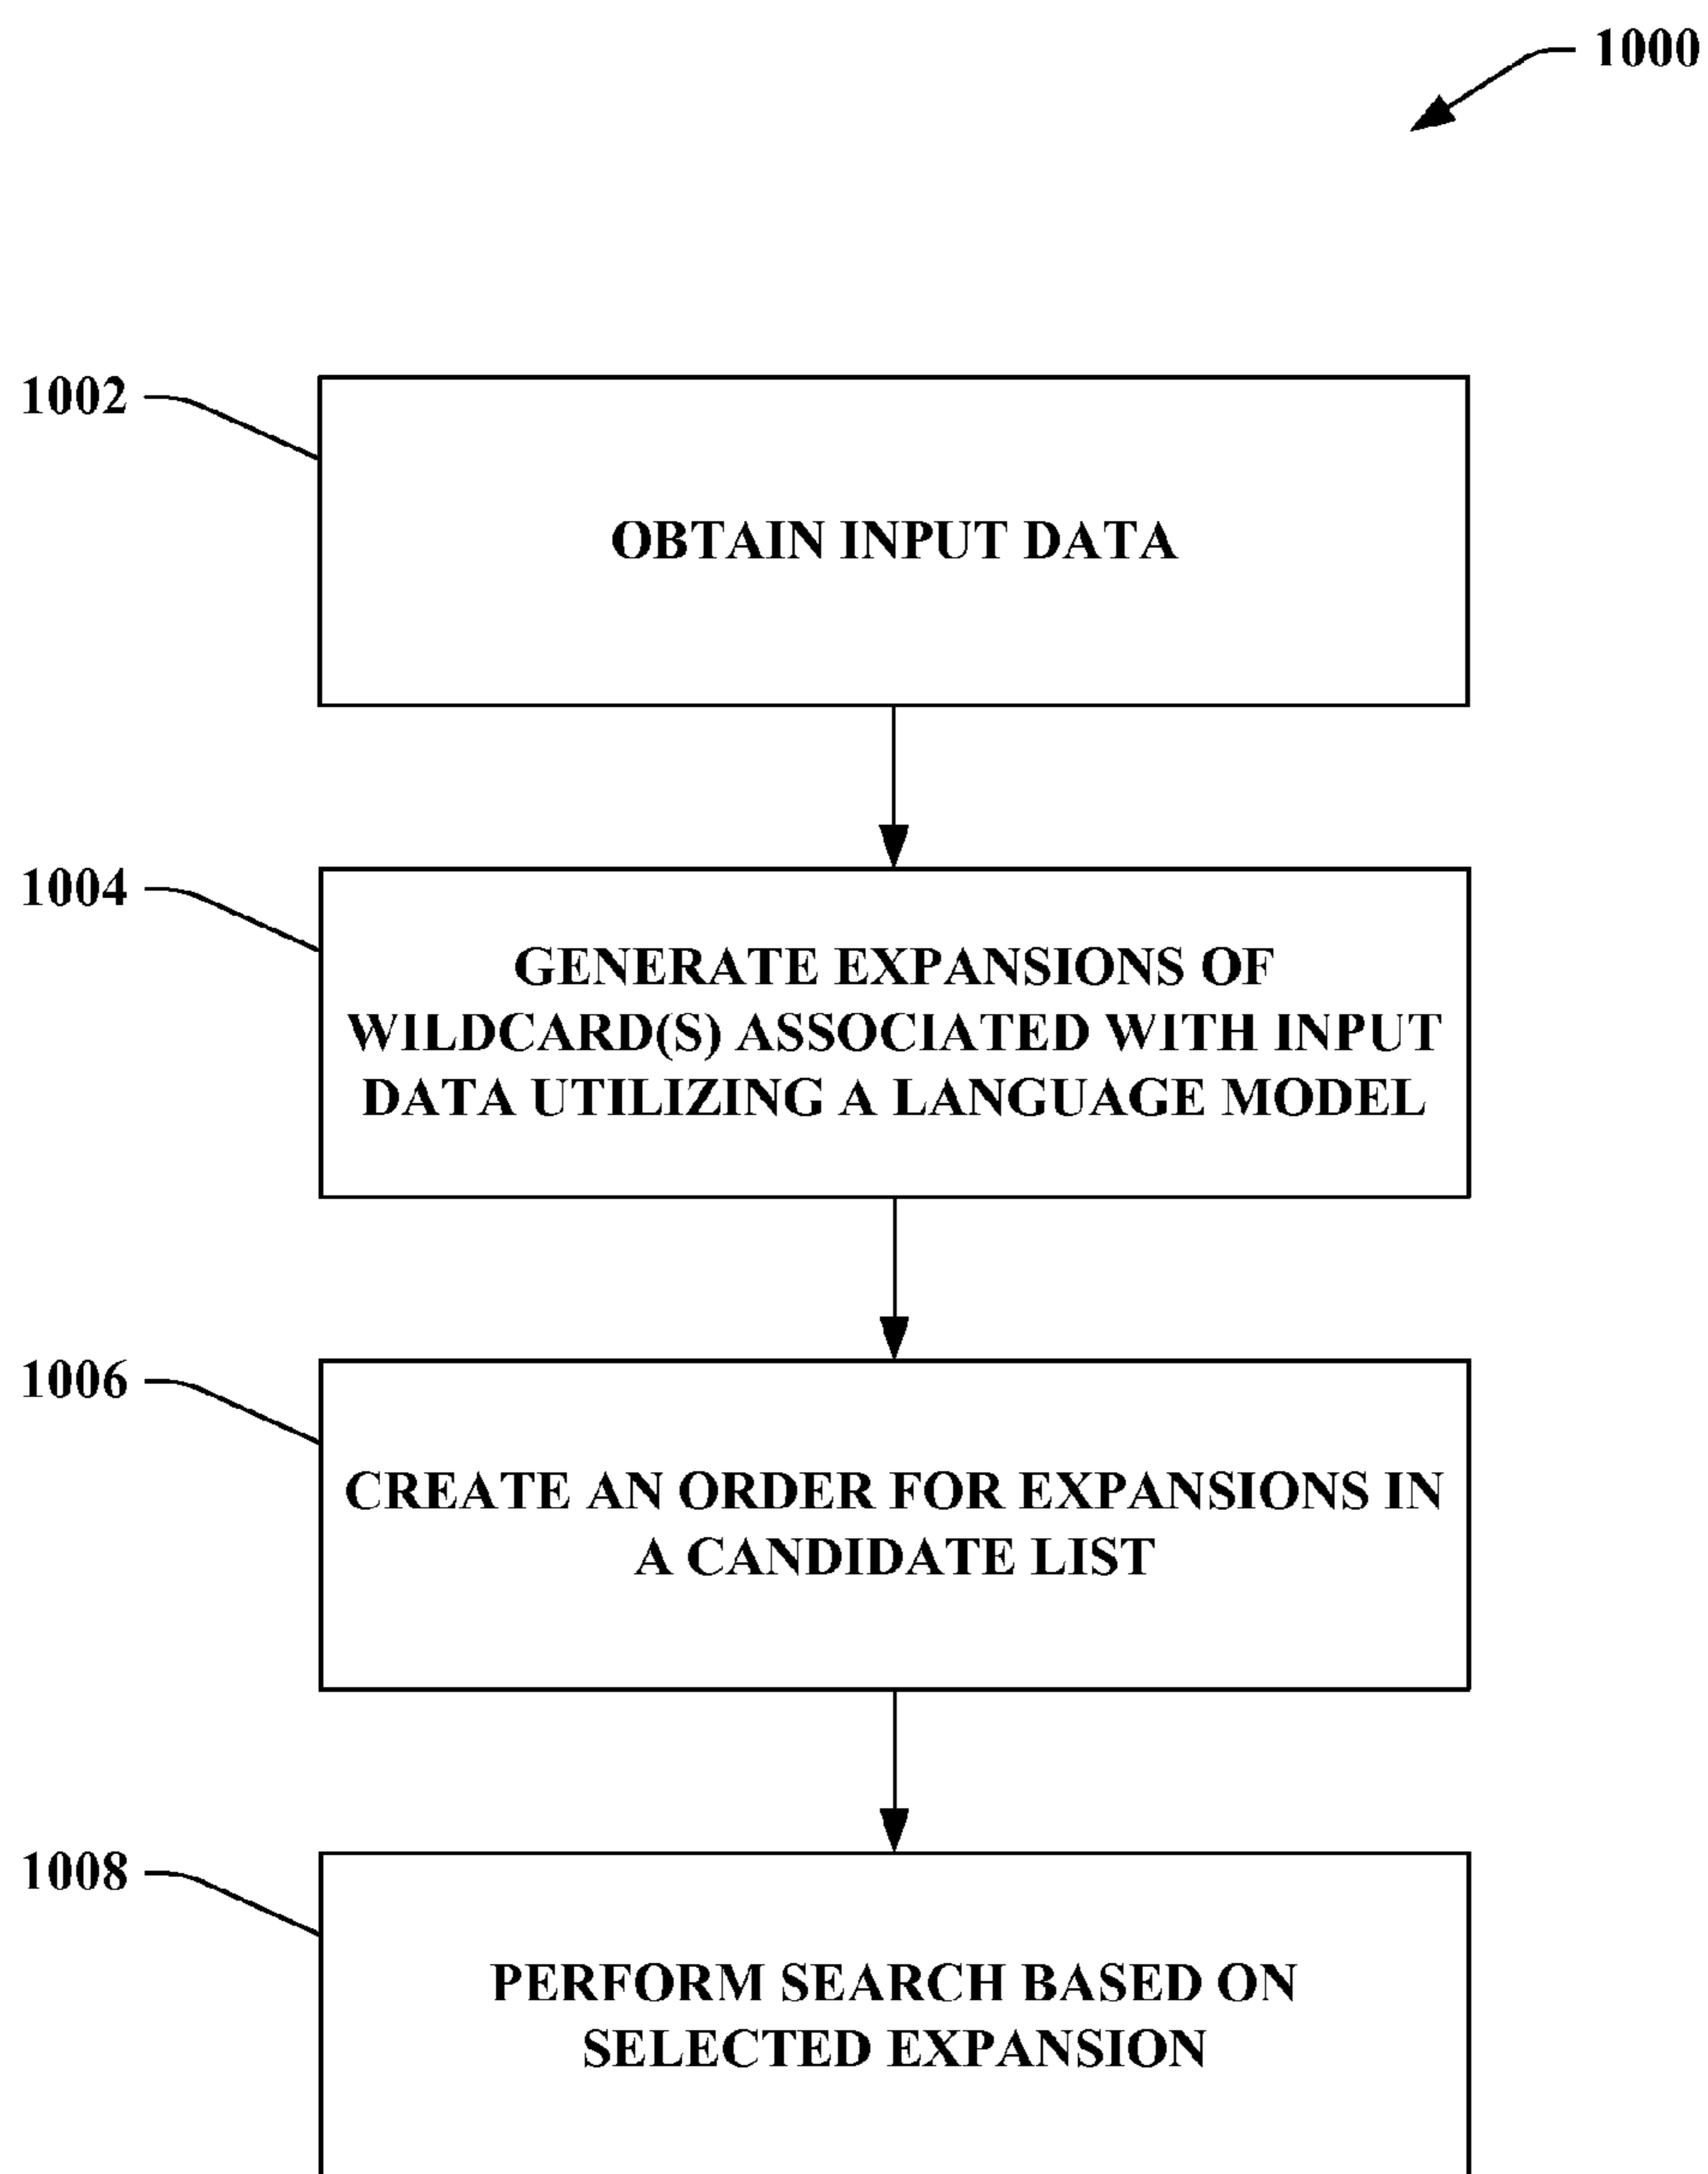 1000
1002
OBTAIN INPUT DATA
1004
GENERATE EXPANSIONS OF
WILDCARD(S) ASSOCIATED WITH INPUT
DATA UTILIZING A LANGUAGE MODEL
1006
CREATE AN ORDER FOR EXPANSIONS IN
A CANDIDATE LIST
1008
PERFORM SEARCH BASED ON
SELECTED EXPANSION